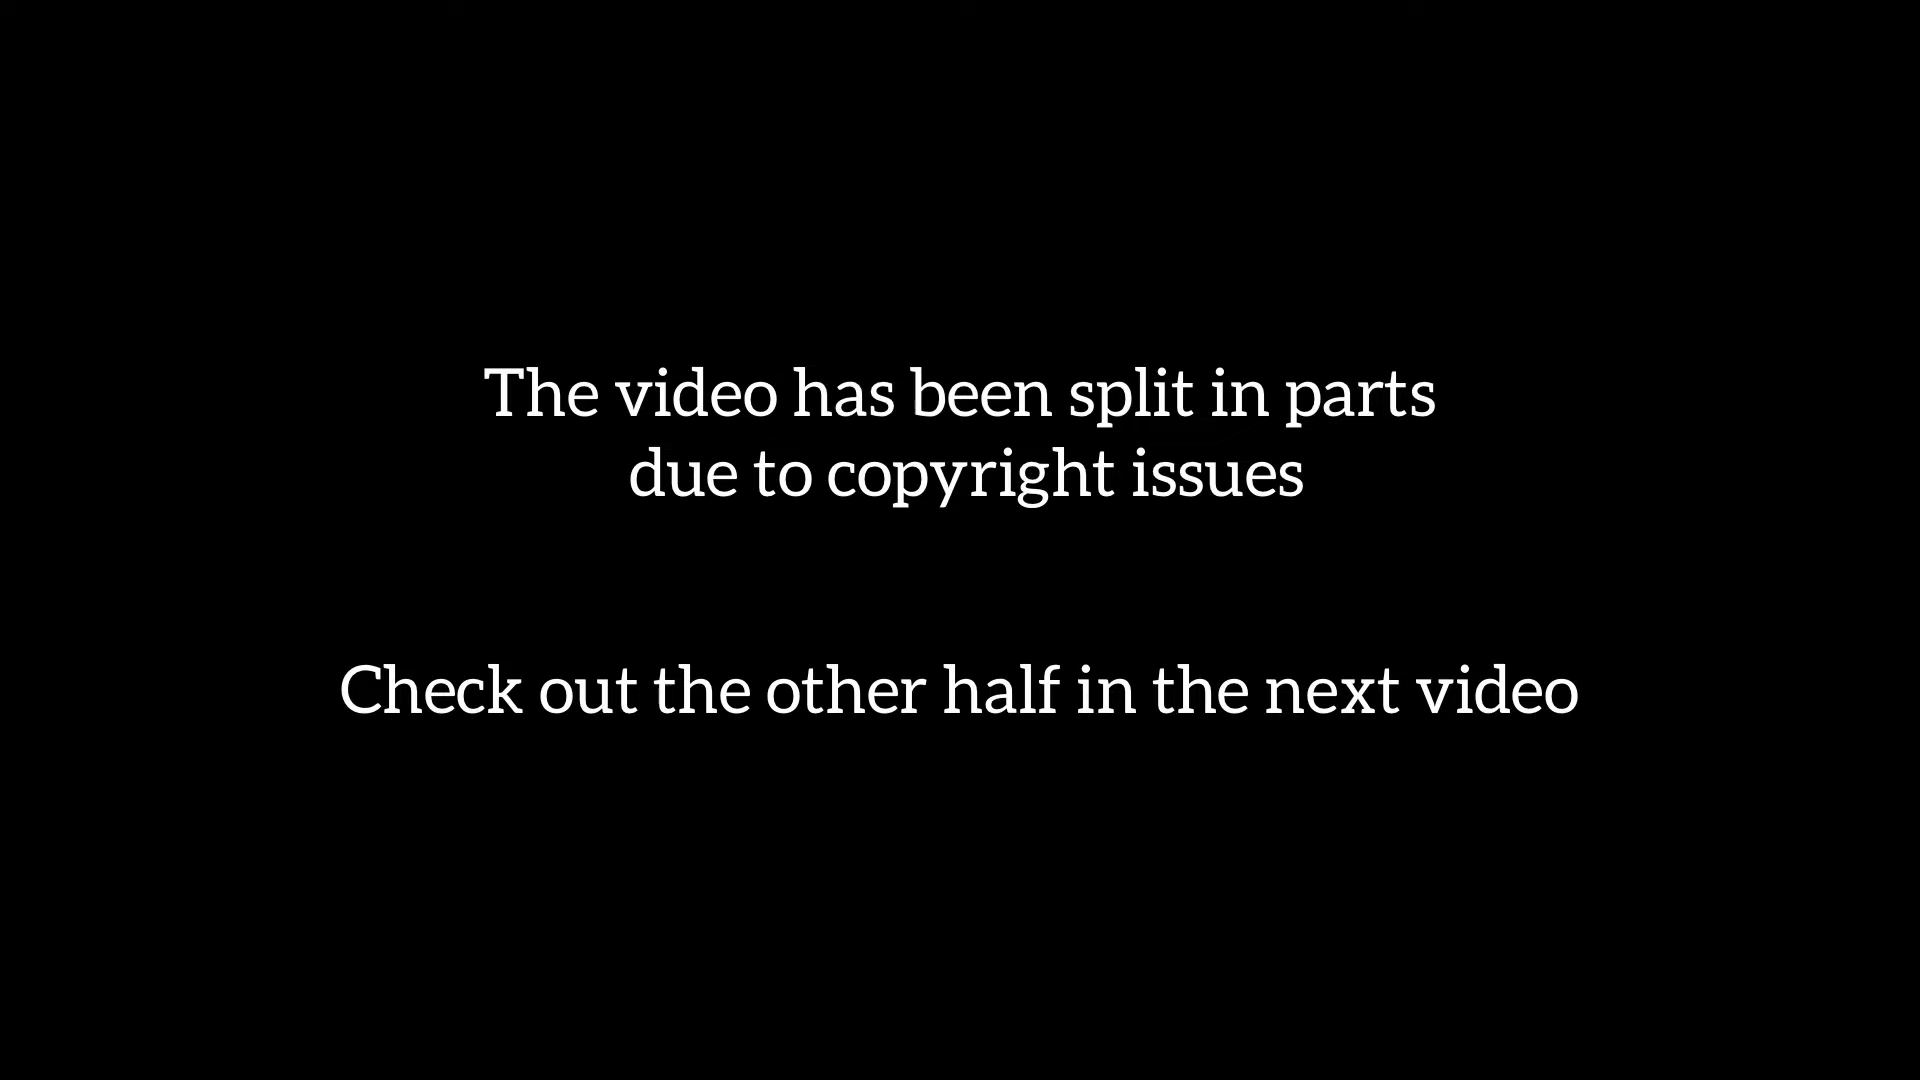 The video has been split in parts
due to copyright issues
Check out the other half in the next video